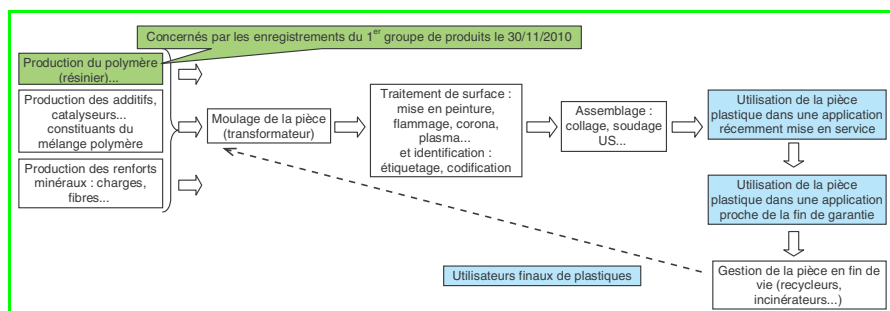 Concernés par les enregistrements du 1er groupe de produits le 30/11/2010
Production du polymère
(résinier)...
Production des additifs,
catalyseurs...
constituants du
mélange polymère
Production des renforts
minéraux : charges,
fibres...
Moulage de la pièce
(transformateur)
Traitement de surface :
mise en peinture,
flammage, corona,
plasma...
et identification :
étiquetage, codification
Assemblage :
collage, soudage
US...
Utilisation de la pièce
plastique dans une application
récemment mise en service
Utilisation de la pièce
plastique dans une application
proche de la fin de garantie
Gestion de la pièce en fin de
vie (recycleurs,
incinérateurs...)
Utilisateurs finaux de plastiques